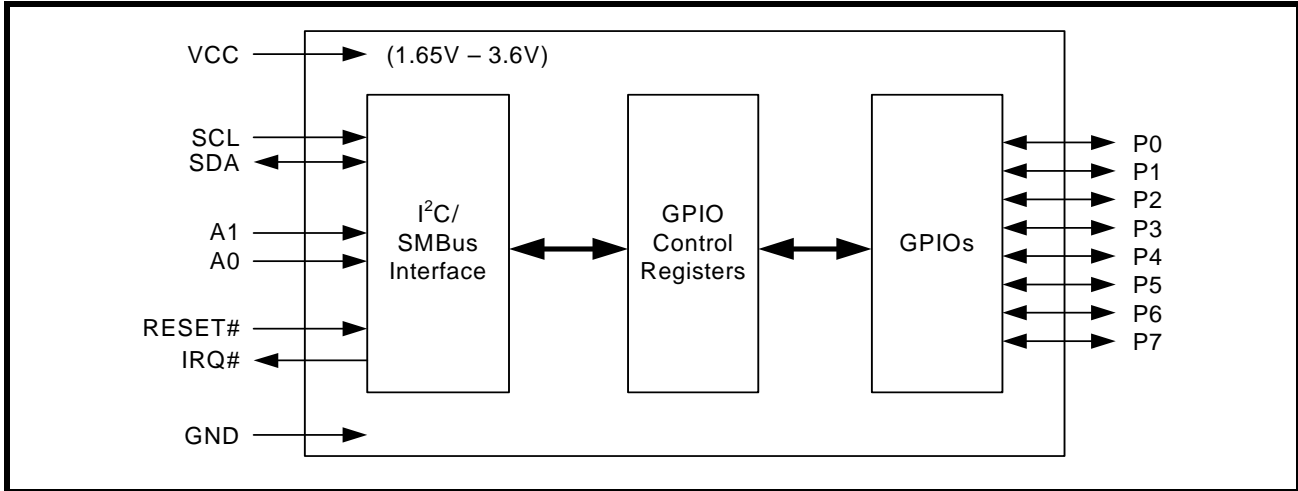 VCC
(1.65V – 3.6V)
SCL
SDA
A1
A0
RESET#
IRQ#
GND
I²C/
SMBus
Interface
GPIO
Control
Registers
GPIOs
P0
P1
P2
P3
P4
P5
P6
P7